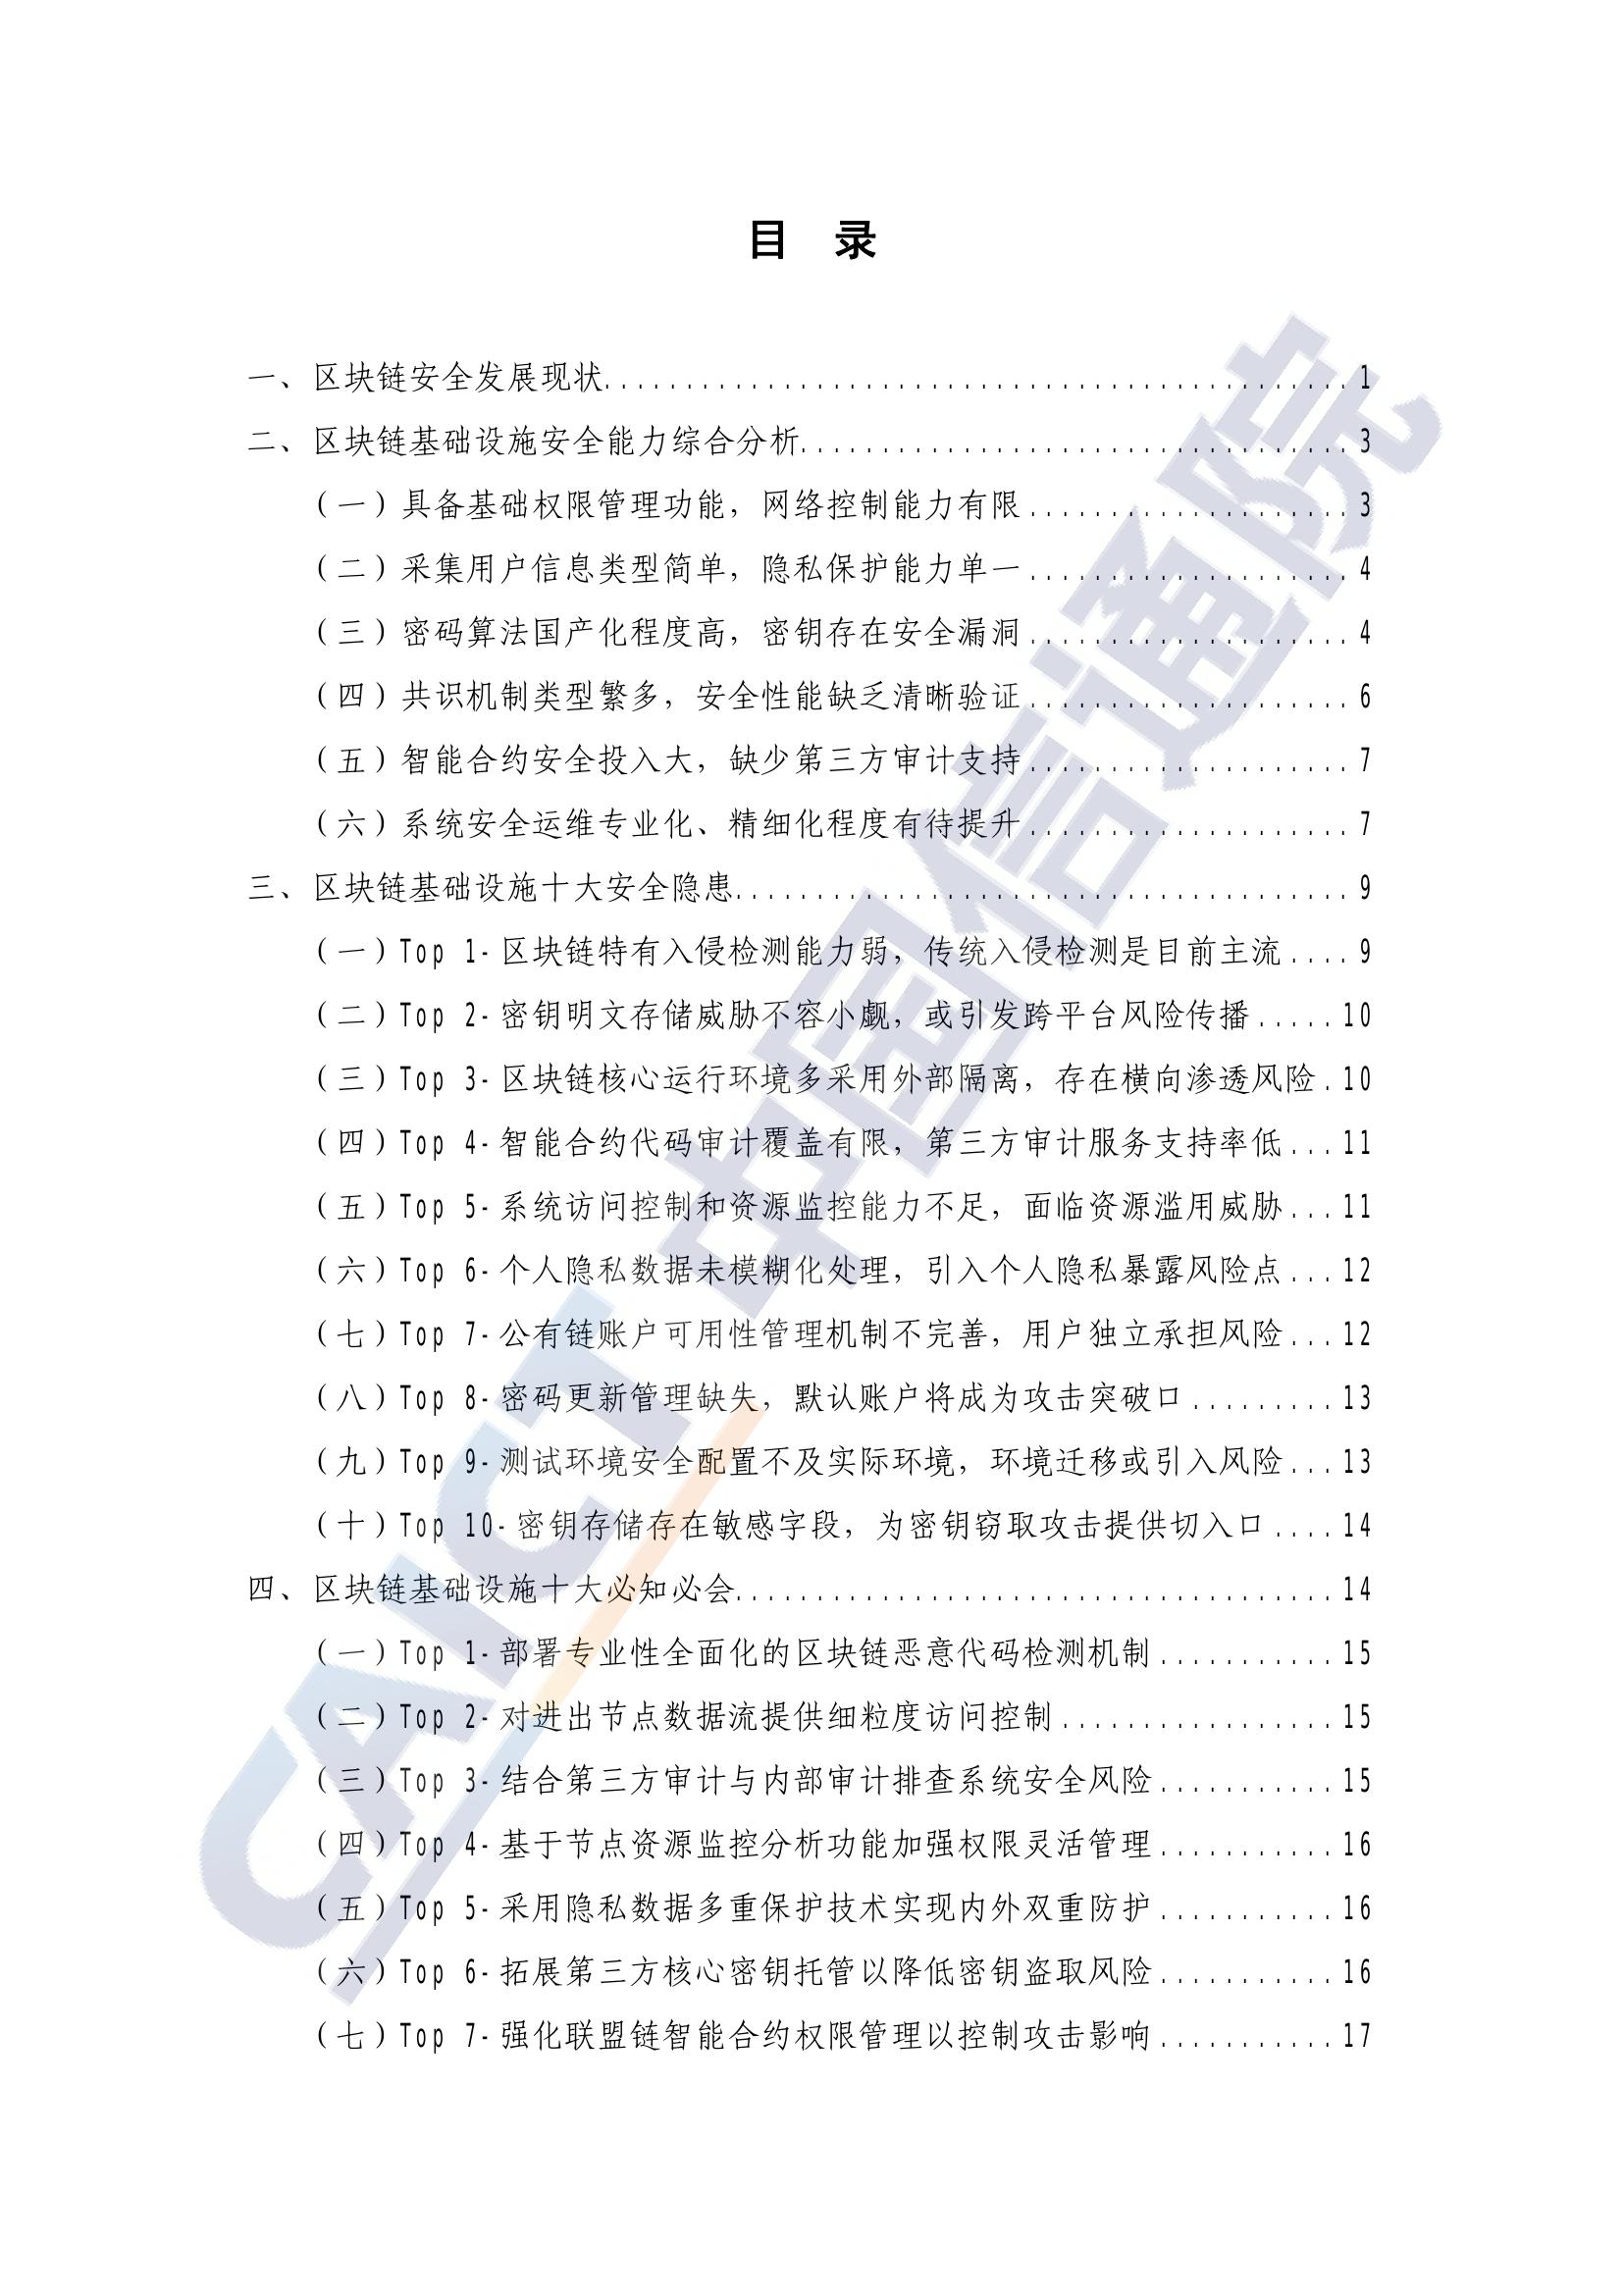 目 录
一、区块链安全发展现状............................................1
二、区块链基础设施安全能力综合分析................................3
（一）具备基础权限管理功能，网络控制能力有限....................3
（二）采集用户信息类型简单，隐私保护能力单一....................4
（三）密码算法国产化程度高，密钥存在安全漏洞....................4
（四）共识机制类型繁多，安全性能缺乏清晰验证....................6
（五）智能合约安全投入大，缺少第三方审计支持....................7
（六）系统安全运维专业化、精细化程度有待提升....................7
三、区块链基础设施十大安全隐患....................................9
（一）Top 1-区块链特有入侵检测能力弱，传统入侵检测是目前主流....9
（二）Top 2-密钥明文存储威胁不容小觑，或引发跨平台风险传播.....10
（三）Top 3-区块链核心运行环境多采用外部隔离，存在横向渗透风险.10
（四）Top 4-智能合约代码审计覆盖有限，第三方审计服务支持率低...11
（五）Top 5-系统访问控制和资源监控能力不足，面临资源滥用威胁...11
（六）Top 6-个人隐私数据未模糊化处理，引入个人隐私暴露风险点...12
（七）Top 7-公有链账户可用性管理机制不完善，用户独立承担风险...12
（八）Top 8-密码更新管理缺失，默认账户将成为攻击突破口.........13
（九）Top 9-测试环境安全配置不及实际环境，环境迁移或引入风险...13
（十）Top 10-密钥存储存在敏感字段，为密钥窃取攻击提供切入口....14
四、区块链基础设施十大必知必会.....................................14
（一）Top 1-部署专业性全面化的区块链恶意代码检测机制...........15
（二）Top 2-对进出节点数据流提供细粒度访问控制.................15
（三）Top 3-结合第三方审计与内部审计排查系统安全风险...........15
（四）Top 4-基于节点资源监控分析功能加强权限灵活管理...........16
（五）Top 5-采用隐私数据多重保护技术实现内外双重防护...........16
（六）Top 6-拓展第三方核心密钥托管以降低密钥盗取风险...........16
（七）Top 7-强化联盟链智能合约权限管理以控制攻击影响...........17
CAICT 中国信通院